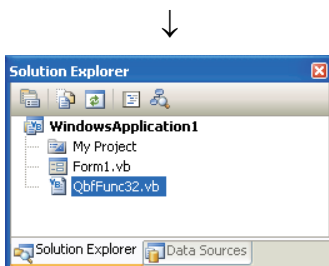 Solution Explorer
WindowsApplication1
My Project
Form1.vb
QbfFunc32.vb
Solution Explorer Data Sources